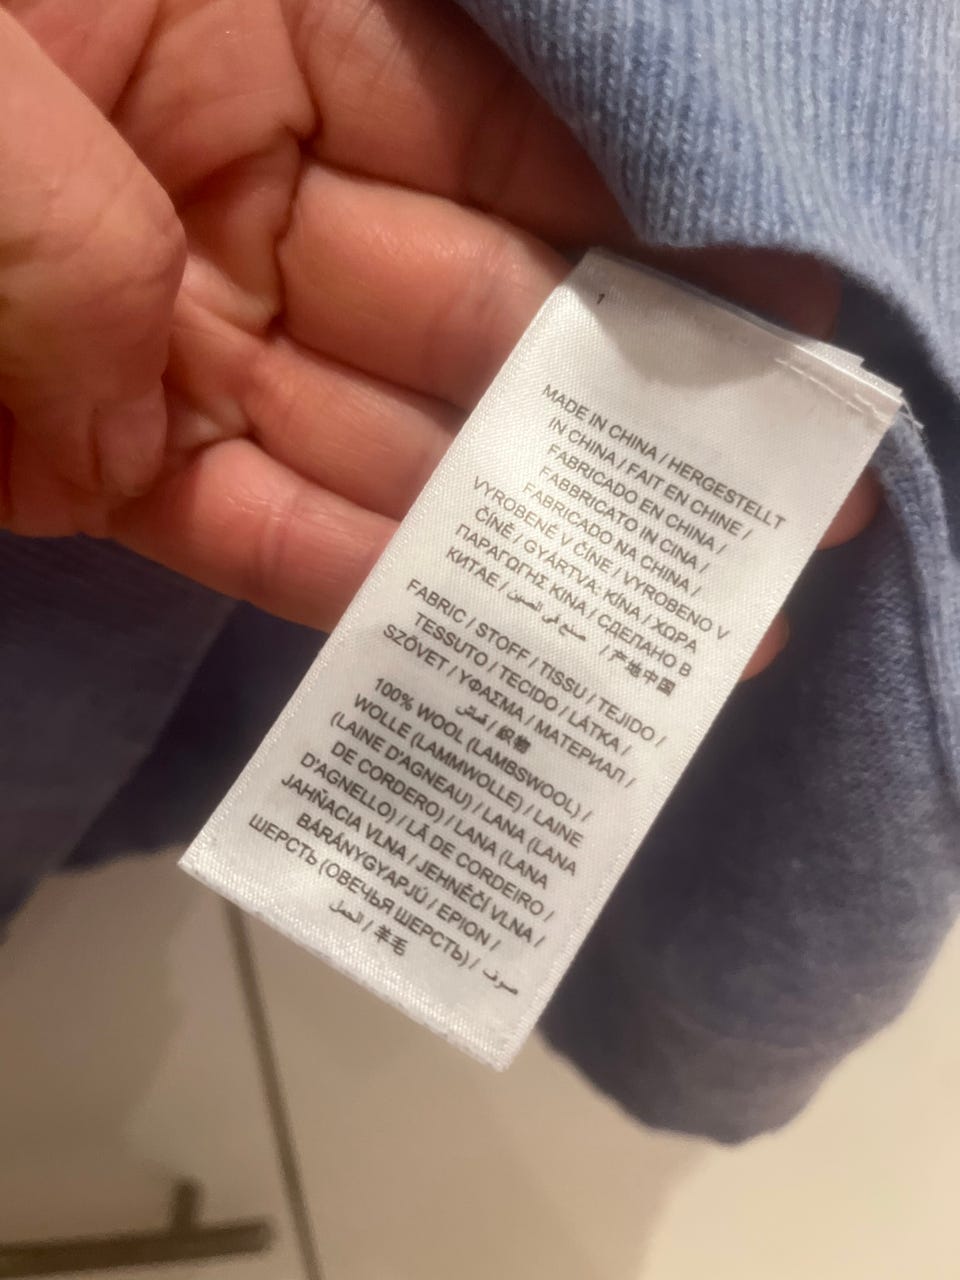 1
MADE IN CHINA / HERGESTELLT
IN CHINA / FAIT EN CHINE /
FABRICADO EN CHINA /
FABBRICATO IN CINA /
FABRICADO NA CHINA /
VYROBENÉ V ČÍNE / VYROBENO V
ČÍNĚ / GYÁRTVA: KÍNA / ΧΩΡΑ
ΠΑΡΑΓΩΓΗΣ ΚΙΝΑ / СДЕЛАНО В
КИТАЕ / صنع في الصين / 产地中国
FABRIC / STOFF / TISSU / TEJIDO /
TESSUTO / TECIDO / LÁTKA /
SZÖVET / ΥΦΑΣΜΑ / МАТЕРИАЛ /
قماش / 织物
100% WOOL (LAMBSWOOL) /
WOLLE (LAMMWOLLE) / LAINE
(LAINE D'AGNEAU) / LANA (LANA
DE CORDERO) / LANA (LANA
D'AGNELLO) / LÃ DE CORDEIRO /
JAHŇACIA VLNA / JEHNĚČÍ VLNA /
BÁRÁNYGYAPJÚ / ΕΡΙΟΝ /
ШЕРСТЬ (ОВЕЧЬЯ ШЕРСТЬ) / صوف
الحمل / 羊毛